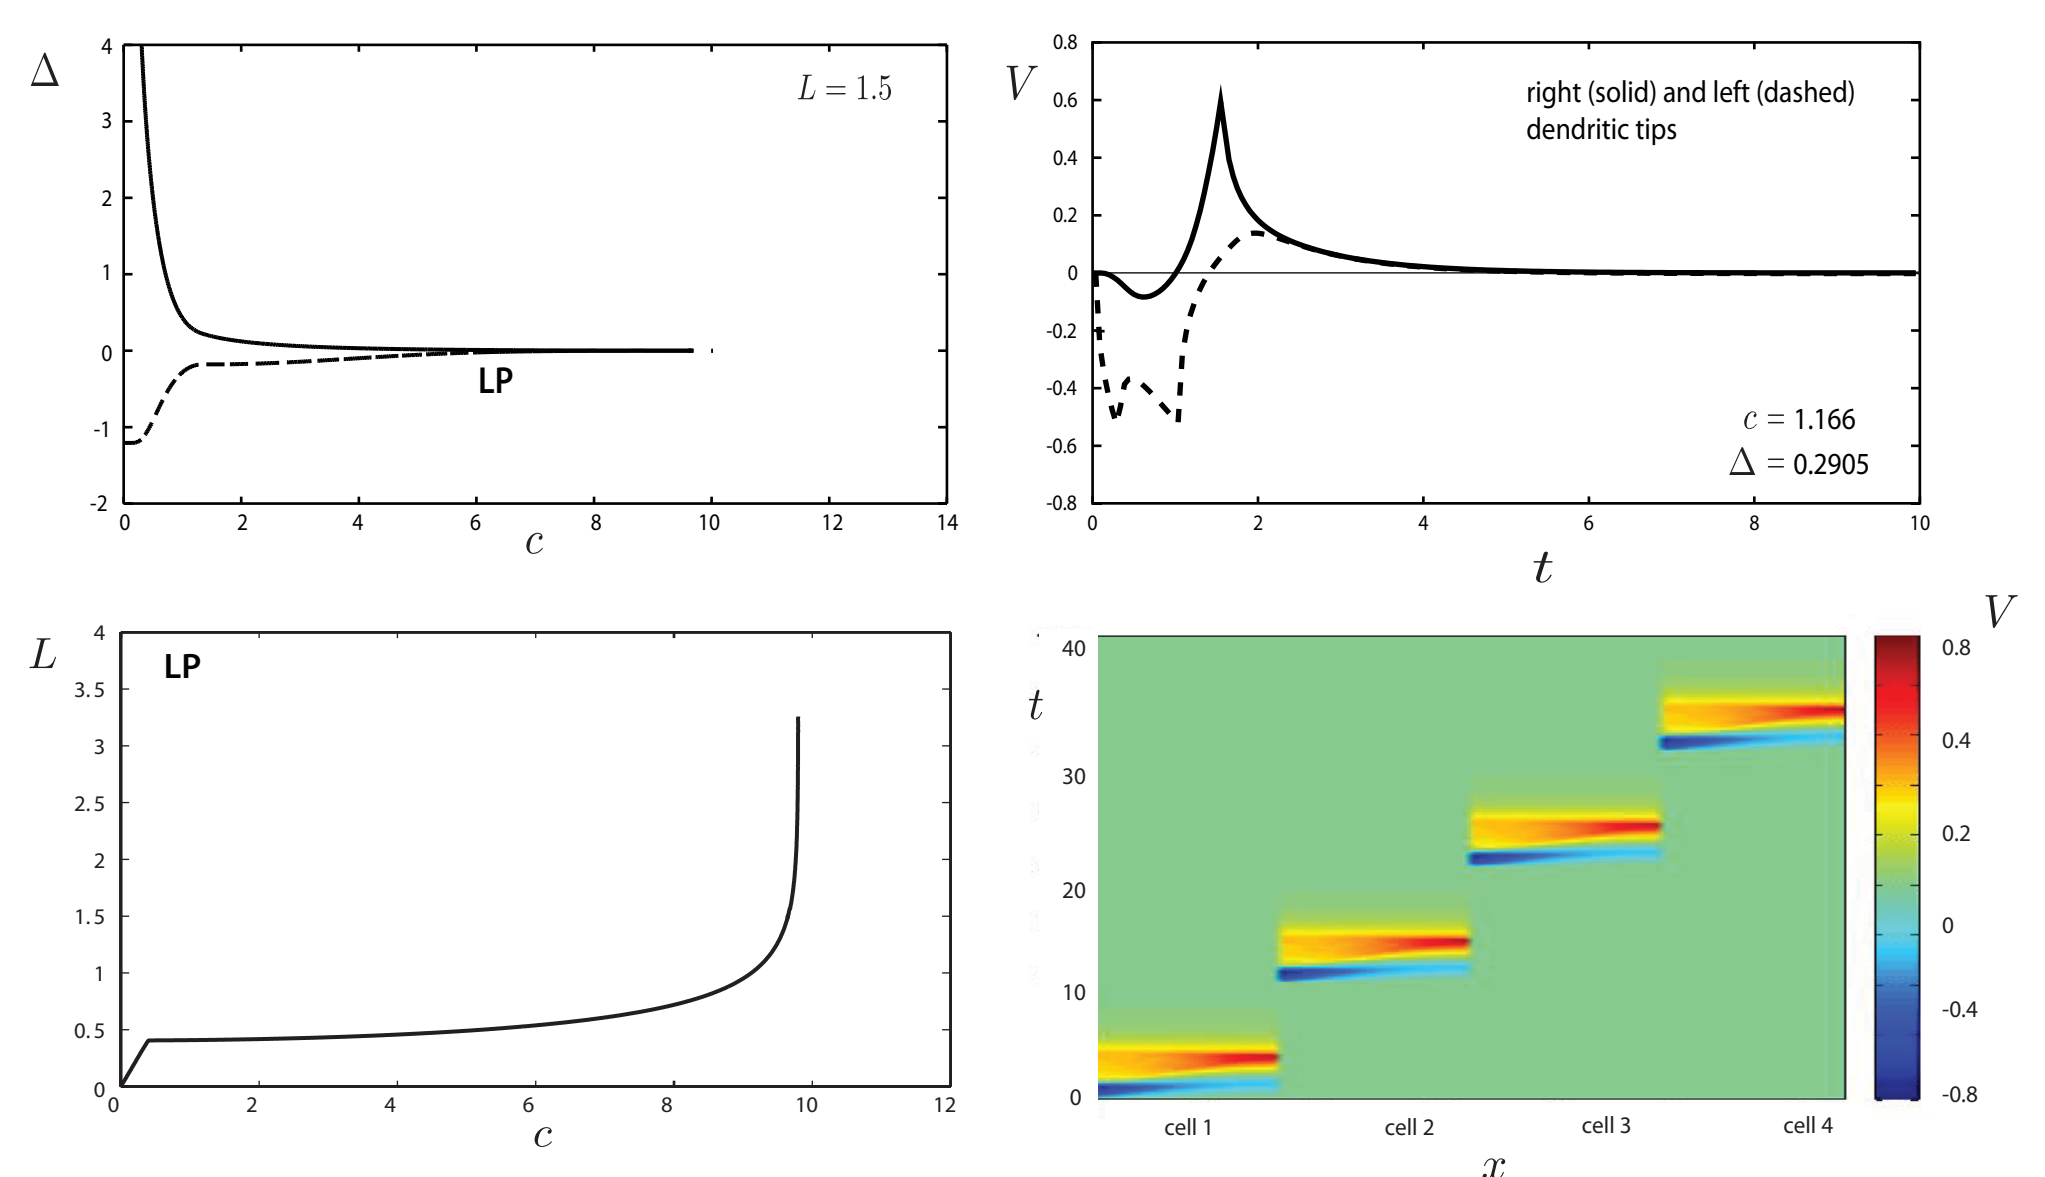 Δ
4
3
2
1
0
-1
-2
L = 1.5
LP
0 2 4 6 8 10 12 14
c
V
0.8
0.6
0.4
0.2
0
-0.2
-0.4
-0.6
-0.8
right (solid) and left (dashed)
dendritic tips
c = 1.166
Δ = 0.2905
0 2 4 6 8 10
t
L
4
3.5
3
2.5
2
1.5
1
0.5
0
LP
0 2 4 6 8 10 12
c
t
40
30
20
10
0
cell 1 cell 2 cell 3 cell 4
x
V
0.8
0.4
0.2
0
-0.4
-0.8